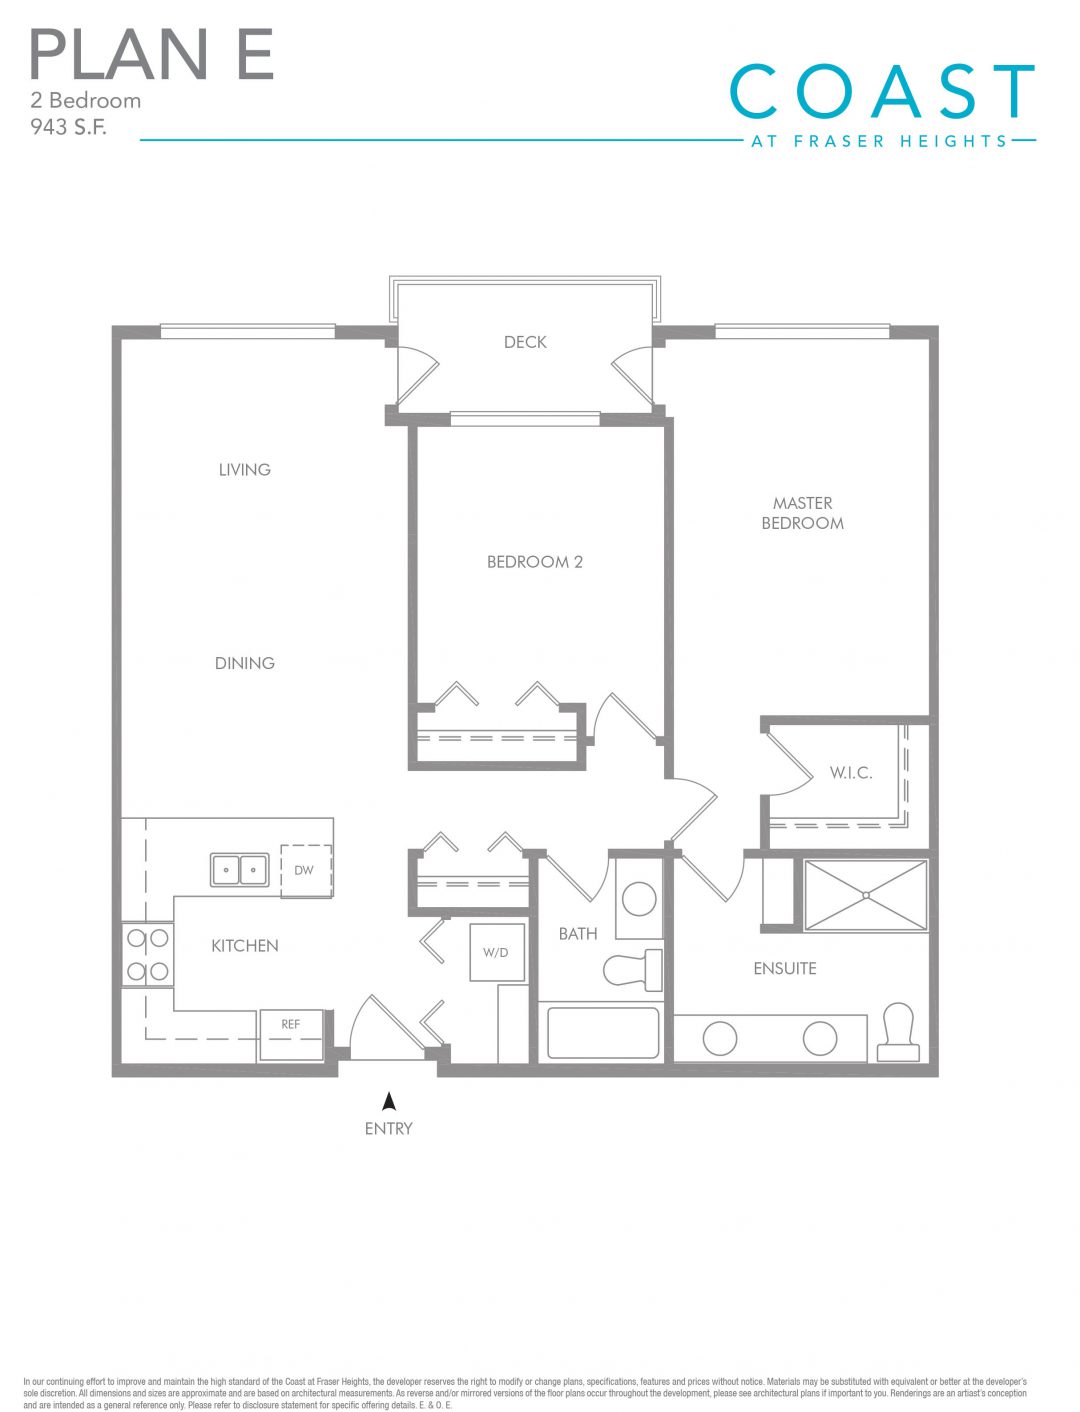 PLAN E
2 Bedroom
943 S.F.
COAST
AT FRASER HEIGHTS
DECK
LIVING
MASTER
BEDROOM
BEDROOM 2
DINING
W.I.C.
DW
KITCHEN
BATH
W/D
ENSUITE
REF
ENTRY
In our continuing effort to improve and maintain the high standard of the Coast at Fraser Heights, the developer reserves the right to modify or change plans, specifications, features and prices without notice. Materials may be substituted with equivalent or better at the developer's
sole discretion. All dimensions and sizes are approximate and are based on architectural measurements. As reverse and/or mirrored versions of the floor plans occur throughout the development, please see architectural plans if important to you. Renderings are an artiast's conception
and are intended as a general reference only. Please refer to disclosure statement for specific offering details. E. & O. E.